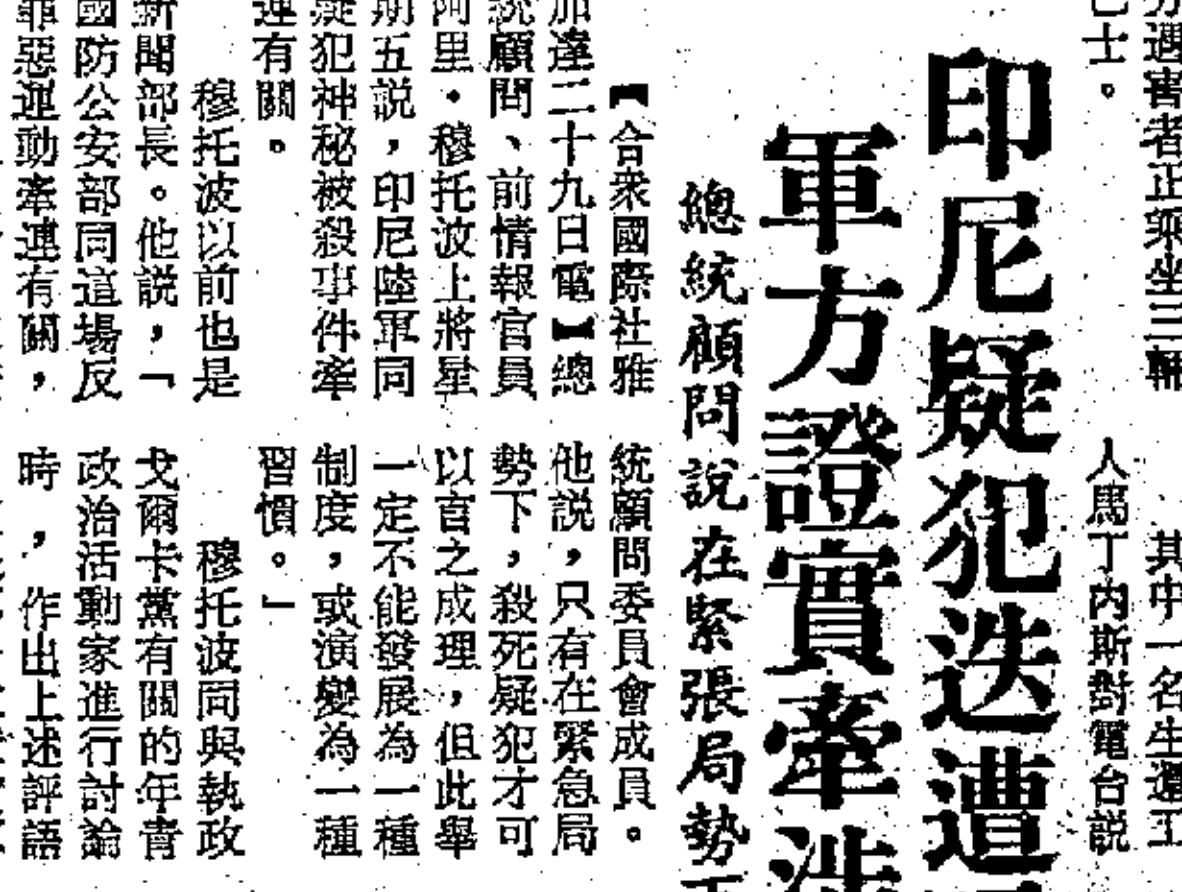 方遇害者正乘坐三輛
巴士。
其中一名生還工
人馬丁內斯對電台説
印尼疑犯迭遭
軍方證實牽涉
總統顧問説在緊張局勢下
【合衆國際社雅
加達二十九日電】總
統顧問、前情報官員
阿里·穆托波上將星
期五説，印尼陸軍同
疑犯神秘被殺事件牽
連有關。
穆托波以前也是
新聞部長。他説，「
國防公安部同這場反
罪惡運動牽連有關，
統顧問委員會成員。
他説，只有在緊急局
勢下，殺死疑犯才可
以言之成理，但此舉
一定不能發展為一種
制度，或演變為一種
習慣。」
穆托波同與執政
戈爾卡黨有關的年青
政治活動家進行討論
時，作出上述評語